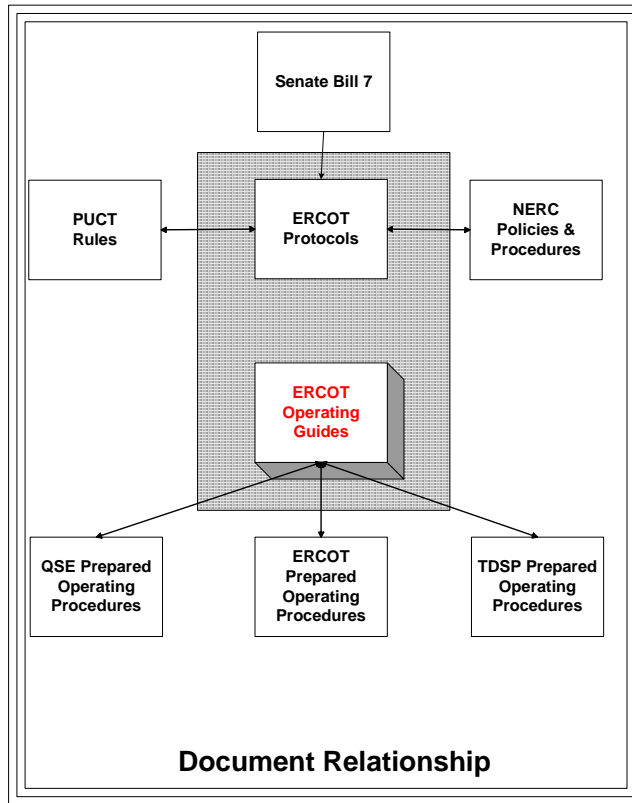 Senate Bill 7
PUCT
Rules
ERCOT
Protocols
NERC
Policies &
Procedures
ERCOT
Operating
Guides
QSE Prepared
Operating
Procedures
ERCOT
Prepared
Operating
Procedures
TDSP Prepared
Operating
Procedures
Document Relationship